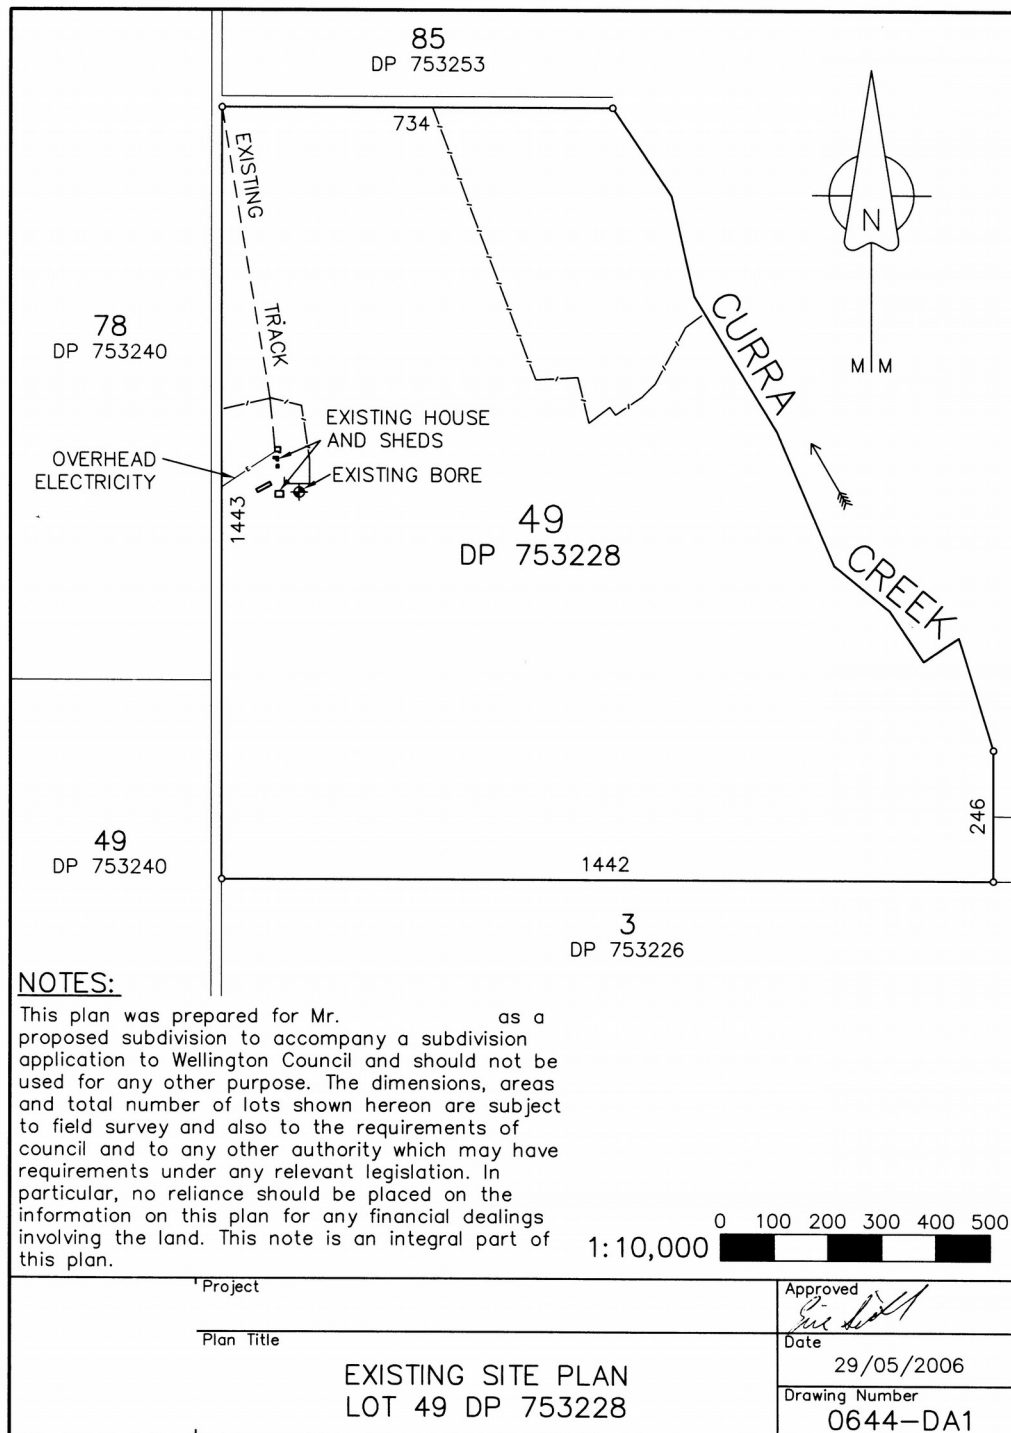 85
DP 753253
734
EXISTING
TRACK
N
M M
78
DP 753240
CURRA
CREEK
EXISTING HOUSE
AND SHEDS
OVERHEAD
ELECTRICITY
EXISTING BORE
1443
49
DP 753228
246
49
DP 753240
1442
3
DP 753226
NOTES:
This plan was prepared for Mr. as a
proposed subdivision to accompany a subdivision
application to Wellington Council and should not be
used for any other purpose. The dimensions, areas
and total number of lots shown hereon are subject
to field survey and also to the requirements of
council and to any other authority which may have
requirements under any relevant legislation. In
particular, no reliance should be placed on the
information on this plan for any financial dealings
involving the land. This note is an integral part of
this plan.
0 100 200 300 400 500
1:10,000
Project
Approved
Plan Title
EXISTING SITE PLAN
LOT 49 DP 753228
Date
29/05/2006
Drawing Number
0644-DA1